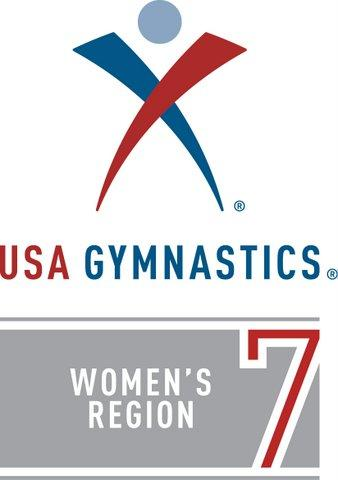 ®
USA GYMNASTICS®
WOMEN'S
REGION
7